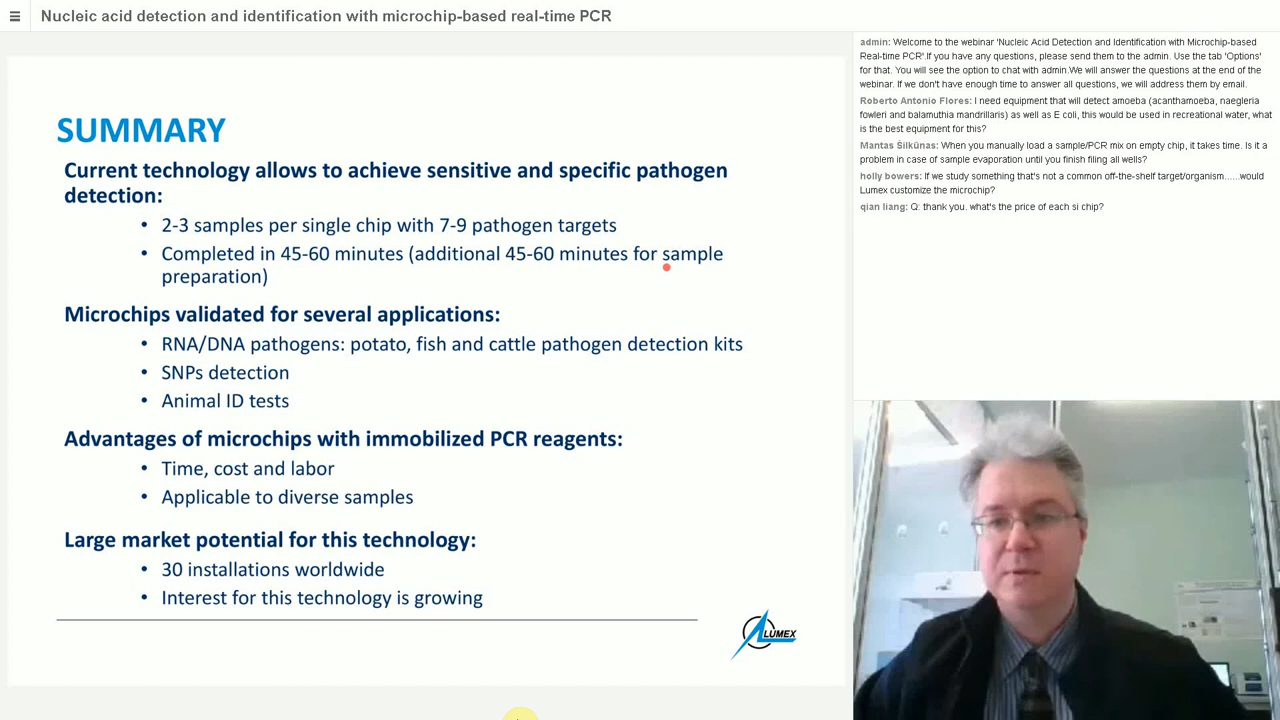 Nucleic acid detection and identification with microchip-based real-time PCR
SUMMARY
Current technology allows to achieve sensitive and specific pathogen
detection:
• 2-3 samples per single chip with 7-9 pathogen targets
• Completed in 45-60 minutes (additional 45-60 minutes for sample
preparation)
Microchips validated for several applications:
• RNA/DNA pathogens: potato, fish and cattle pathogen detection kits
• SNPs detection
• Animal ID tests
Advantages of microchips with immobilized PCR reagents:
• Time, cost and labor
• Applicable to diverse samples
Large market potential for this technology:
• 30 installations worldwide
• Interest for this technology is growing
LUMEX
admin: Welcome to the webinar 'Nucleic Acid Detection and Identification with Microchip-based
Real-time PCR'.If you have any questions, please send them to the admin. Use the tab 'Options'
for that. You will see the option to chat with admin.We will answer the questions at the end of the
webinar. If we don't have enough time to answer all questions, we will address them by email.
Roberto Antonio Flores: I need equipment that will detect amoeba (acanthamoeba, naegleria
fowleri and balamuthia mandrillaris) as well as E coli, this would be used in recreational water, what
is the best equipment for this?
Mantas Šilkūnas: When you manually load a sample/PCR mix on empty chip, it takes time. Is it a
problem in case of sample evaporation until you finish filing all wells?
holly bowers: If we study something that's not a common off-the-shelf target/organism......would
Lumex customize the microchip?
qian liang: Q: thank you. what's the price of each si chip?